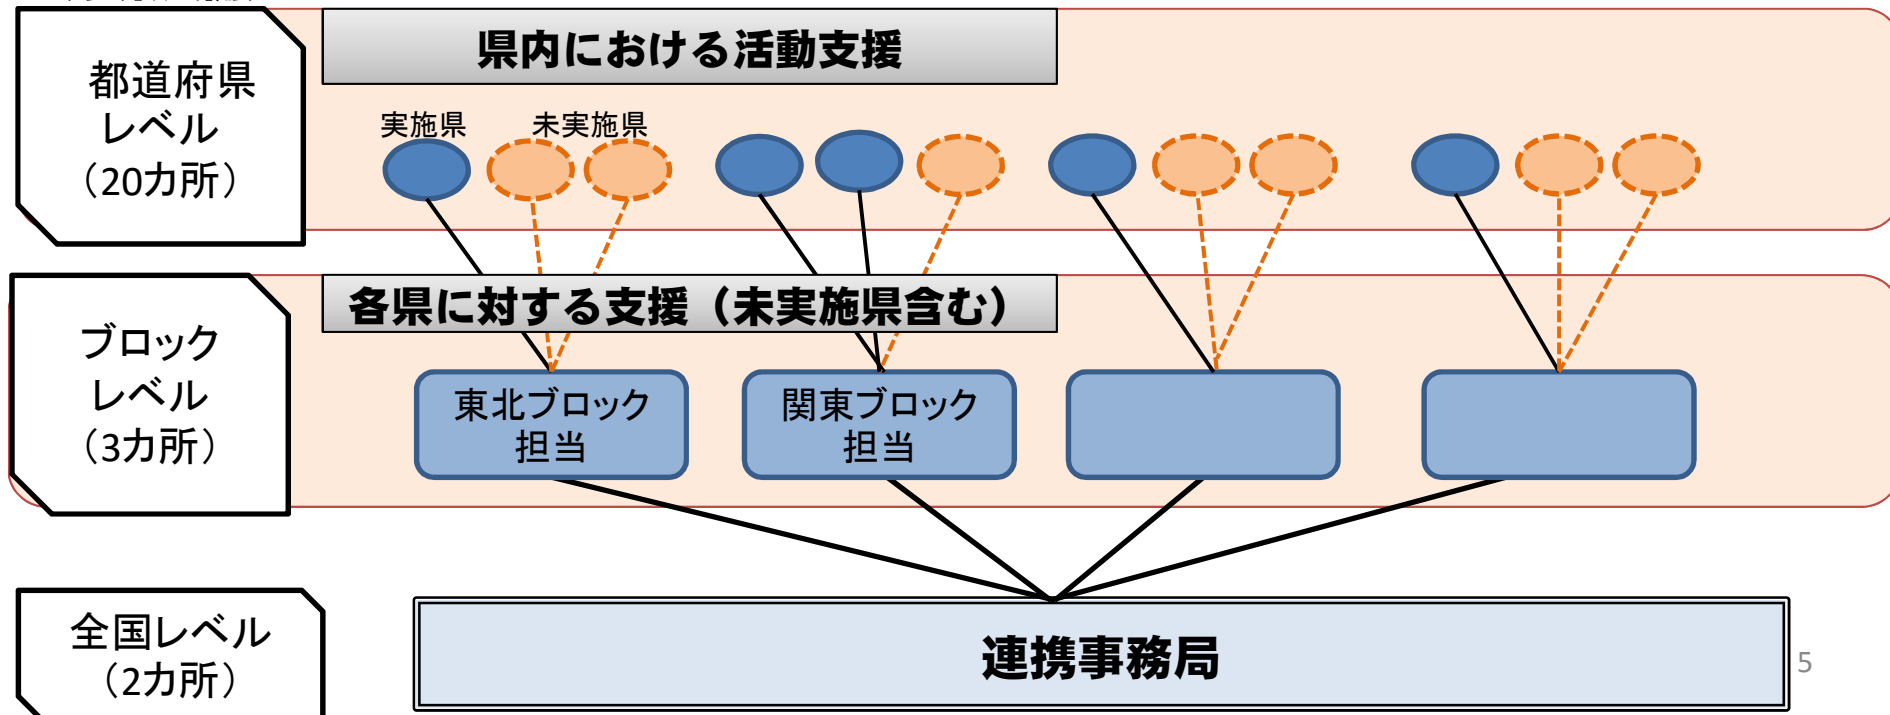 県内における活動支援
都道府県
レベル
（20カ所）
実施県
未実施県
各県に対する支援（未実施県含む）
ブロック
レベル
（3カ所）
東北ブロック
担当
関東ブロック
担当
全国レベル
（2カ所）
連携事務局
5